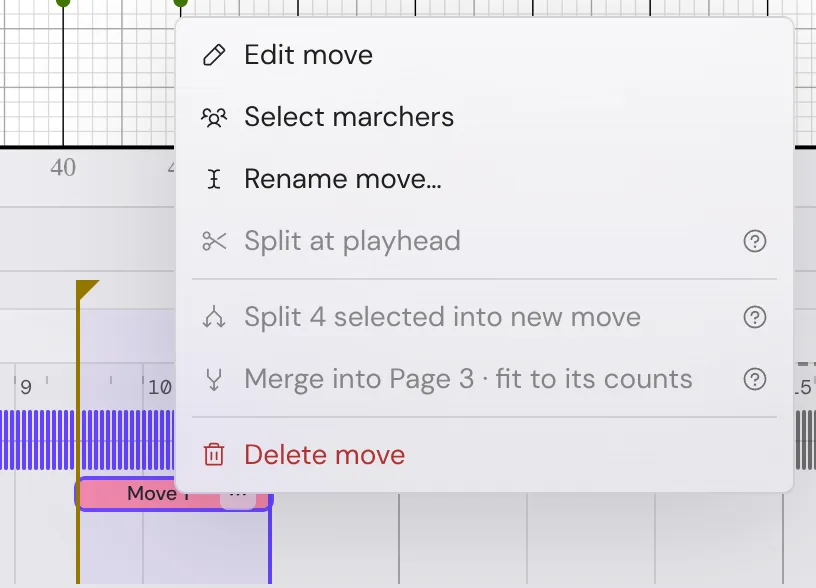 Edit move
Select marchers
Rename move...
Split at playhead
Split 4 selected into new move
Merge into Page 3 · fit to its counts
Delete move
40
9
10
Move